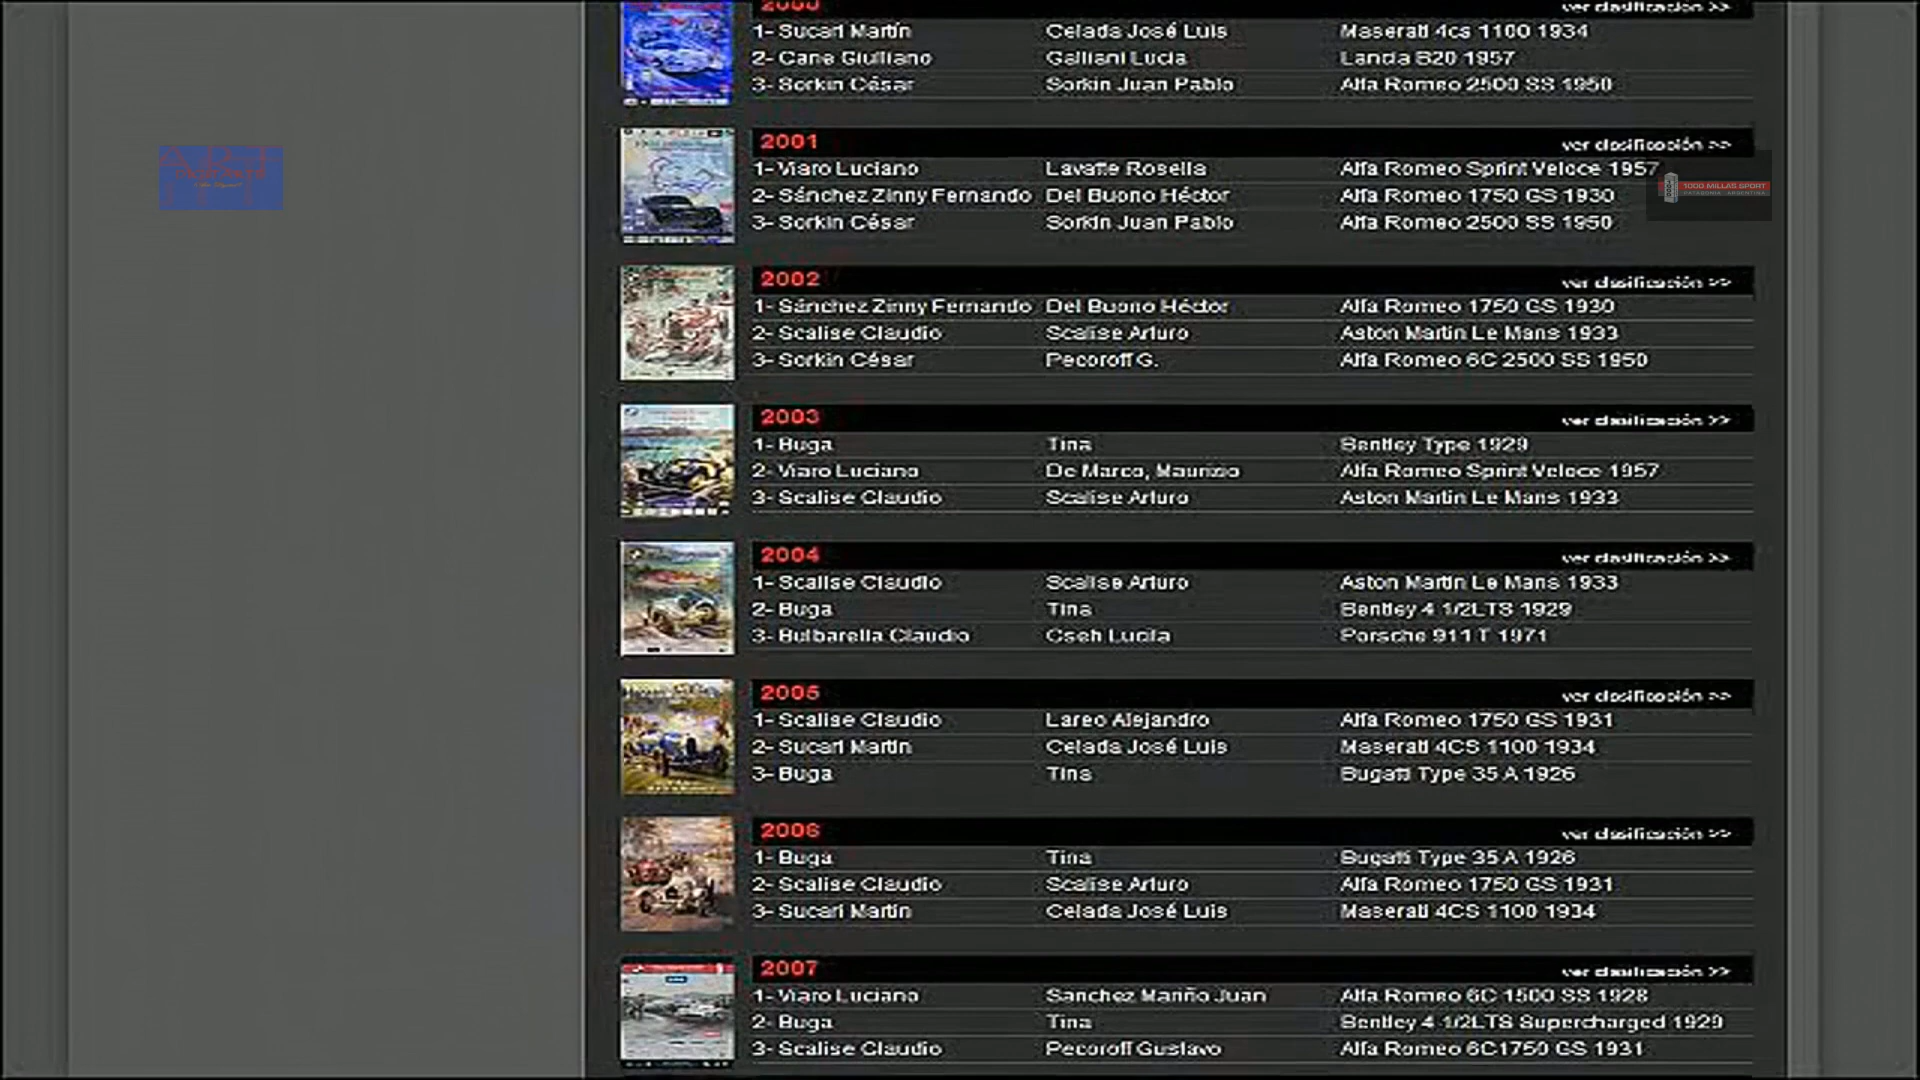 2000 ver clasificación >>
1- Sucari Martín Celada José Luis Maserati 4cs 1100 1934
2- Cane Giulliano Galliani Lucia Lancia B20 1957
3- Sorkin César Sorkin Juan Pablo Alfa Romeo 2500 SS 1950
2001 ver clasificación >>
1- Viaro Luciano Lavatte Rosella Alfa Romeo Sprint Veloce 1957
2- Sánchez Zinny Fernando Del Buono Héctor Alfa Romeo 1750 GS 1930
1000 MILLAS SPORT
PATAGONIA - ARGENTINA
3- Sorkin César Sorkin Juan Pablo Alfa Romeo 2500 SS 1950
2002 ver clasificación >>
1- Sánchez Zinny Fernando Del Buono Héctor Alfa Romeo 1750 GS 1930
2- Scalise Claudio Scalise Arturo Aston Martin Le Mans 1933
3- Sorkin César Pecoroff G. Alfa Romeo 6C 2500 SS 1950
2003 ver clasificación >>
1- Buga Tina Bentley Type 1929
2- Viaro Luciano De Marco, Maurizio Alfa Romeo Sprint Veloce 1957
3- Scalise Claudio Scalise Arturo Aston Martin Le Mans 1933
2004 ver clasificación >>
1- Scalise Claudio Scalise Arturo Aston Martin Le Mans 1933
2- Buga Tina Bentley 4 1/2LTS 1929
3- Bulbarella Claudio Cseh Lucila Porsche 911 T 1971
2005 ver clasificación >>
1- Scalise Claudio Lareo Alejandro Alfa Romeo 1750 GS 1931
2- Sucari Martín Celada José Luis Maserati 4CS 1100 1934
3- Buga Tina Bugatti Type 35 A 1926
2006 ver clasificación >>
1- Buga Tina Bugatti Type 35 A 1926
2- Scalise Claudio Scalise Arturo Alfa Romeo 1750 GS 1931
3- Sucari Martín Celada José Luis Maserati 4CS 1100 1934
2007 ver clasificación >>
1- Viaro Luciano Sanchez Mariño Juan Alfa Romeo 6C 1500 SS 1928
2- Buga Tina Bentley 4 1/2LTS Supercharged 1929
3- Scalise Claudio Pecoroff Gustavo Alfa Romeo 6C1750 GS 1931